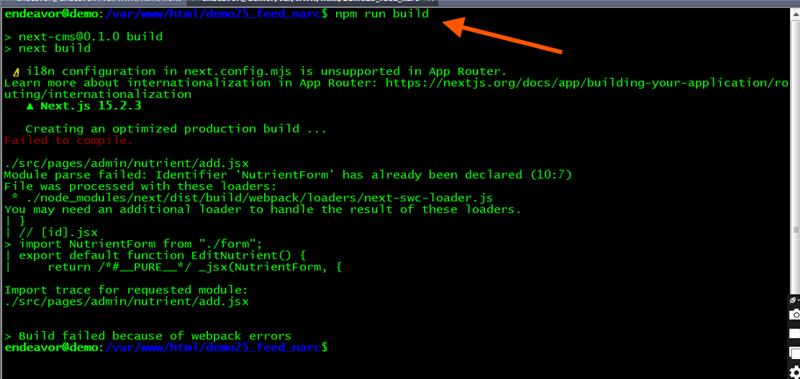 endeavor@demo:/var/www/html/demo25_feed_marc$ npm run build
> next-cms@0.1.0 build
> next build
⚠ i18n configuration in next.config.mjs is unsupported in App Router.
Learn more about internationalization in App Router: https://nextjs.org/docs/app/building-your-application/ro
uting/internationalization
▲ Next.js 15.2.3
Creating an optimized production build ...
Failed to compile.
./src/pages/admin/nutrient/add.jsx
Module parse failed: Identifier 'NutrientForm' has already been declared (10:7)
File was processed with these loaders:
* ./node_modules/next/dist/build/webpack/loaders/next-swc-loader.js
You may need an additional loader to handle the result of these loaders.
| }
| // [id].jsx
> import NutrientForm from "./form";
| export default function EditNutrient() {
|     return /*#__PURE__*/ _jsx(NutrientForm, {
Import trace for requested module:
./src/pages/admin/nutrient/add.jsx
> Build failed because of webpack errors
endeavor@demo:/var/www/html/demo25_feed_marc$